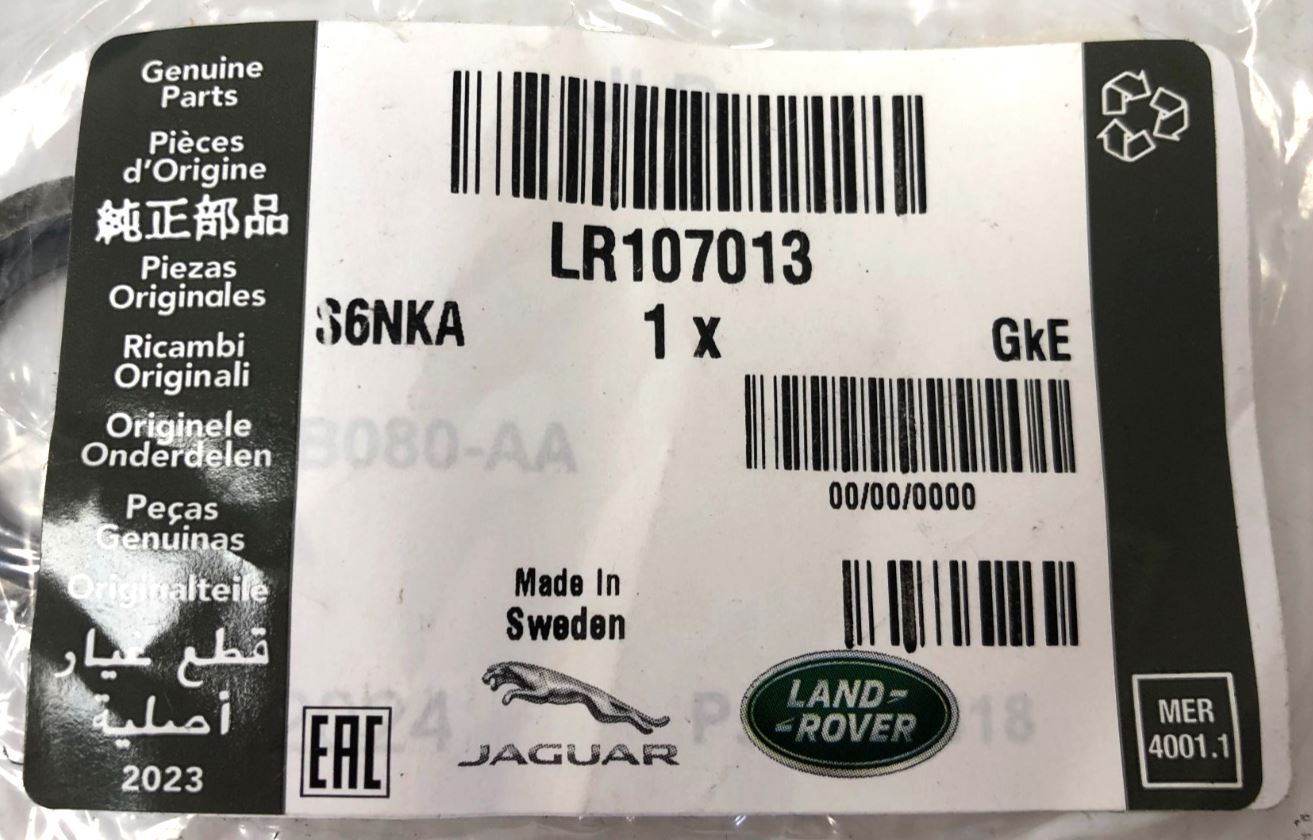 Genuine
Parts
Pièces
d'Origine
純正部品
Piezas
Originales
Ricambi
Originali
Originele
Onderdelen
Peças
Genuinas
Originalteile
قطع غيار
أصلية
2023
LR107013
S6NKA 1 x GkE
B080-AA
00/00/0000
Made In
Sweden
JAGUAR
LAND-
-ROVER
18
EAC
MER
4001.1